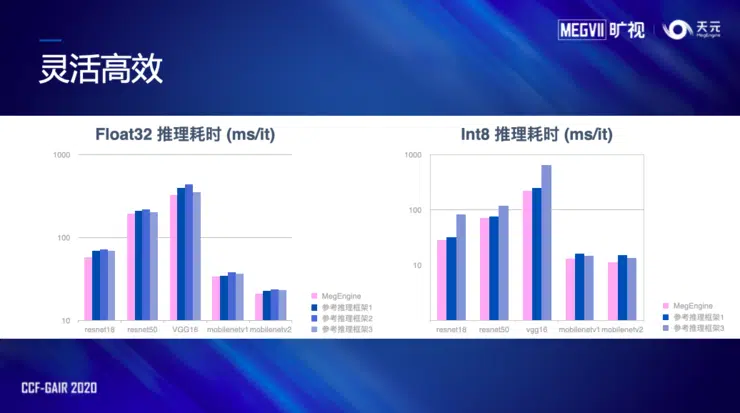 MEGVII 旷视 天元
MegEngine
灵活高效
Float32 推理耗时 (ms/it)
1000
100
10
resnet18 resnet50 VGG16 mobilenetv1 mobilenetv2
MegEngine
参考推理框架1
参考推理框架2
参考推理框架3
Int8 推理耗时 (ms/it)
1000
100
10
resnet18 resnet50 vgg16 mobilenetv1 mobilenetv2
MegEngine
参考推理框架1
参考推理框架3
CCF-GAIR 2020